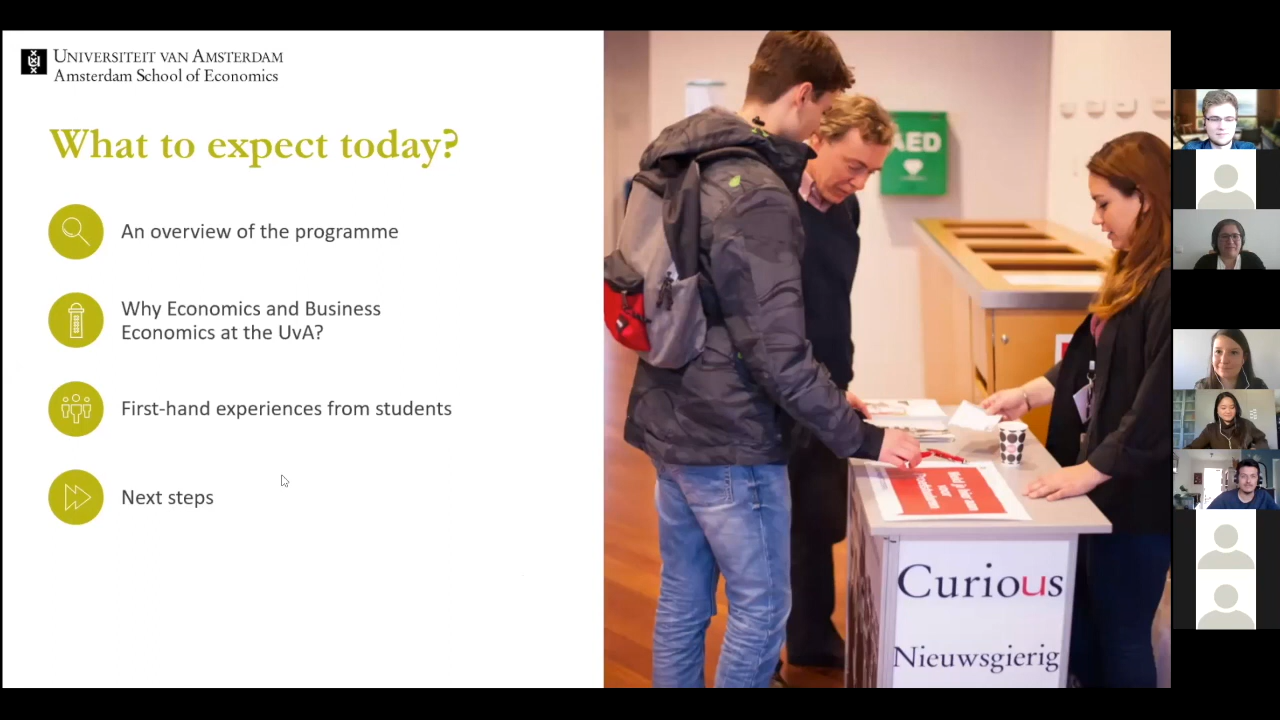 UNIVERSITEIT VAN AMSTERDAM
Amsterdam School of Economics
What to expect today?
An overview of the programme
Why Economics and Business
Economics at the UvA?
First-hand experiences from students
Next steps
AED
Curious
Nieuwsgierig